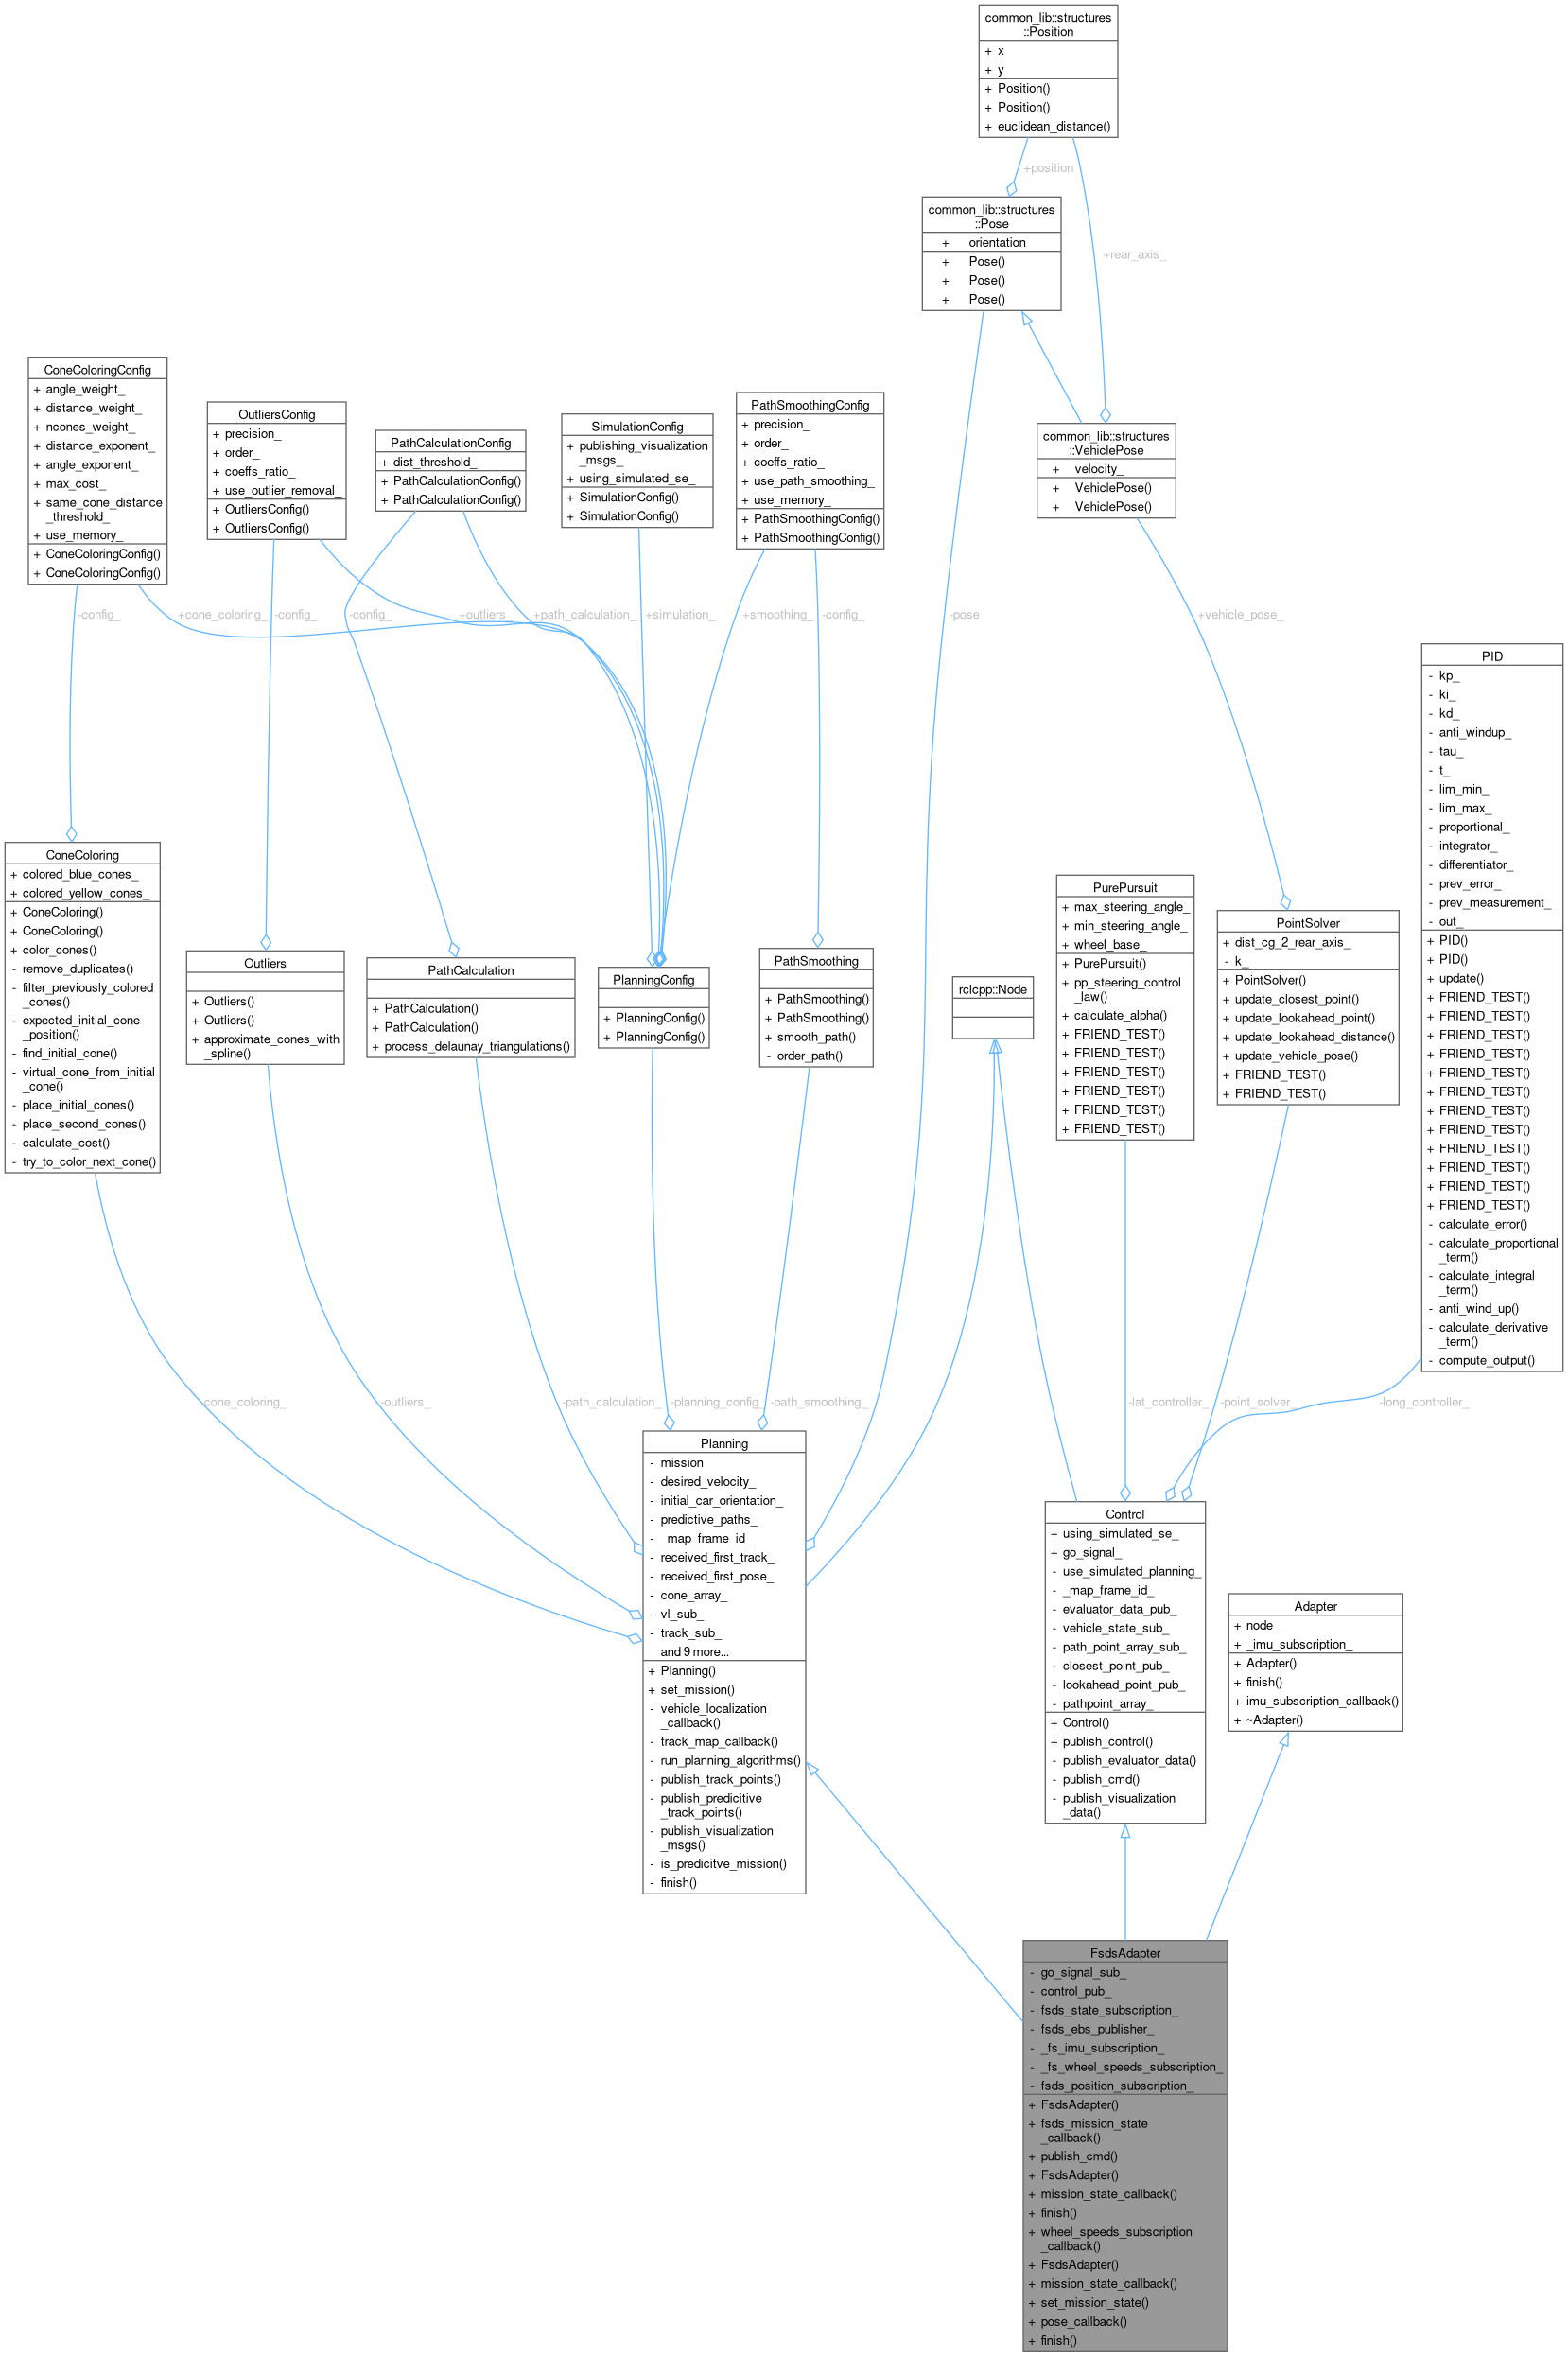 common_lib::structures
::Position
+ x
+ y
+ Position()
+ Position()
+ euclidean_distance()
+position
common_lib::structures
::Pose
+ orientation
+ Pose()
+ Pose()
+ Pose()
+rear_axis_
common_lib::structures
::VehiclePose
+ velocity_
+ VehiclePose()
+ VehiclePose()
ConeColoringConfig
+ angle_weight_
+ distance_weight_
+ ncones_weight_
+ distance_exponent_
+ angle_exponent_
+ max_cost_
+ same_cone_distance
_threshold_
+ use_memory_
+ ConeColoringConfig()
+ ConeColoringConfig()
OutliersConfig
+ precision_
+ order_
+ coeffs_ratio_
+ use_outlier_removal_
+ OutliersConfig()
+ OutliersConfig()
PathCalculationConfig
+ dist_threshold_
+ PathCalculationConfig()
+ PathCalculationConfig()
SimulationConfig
+ publishing_visualization
_msgs_
+ using_simulated_se_
+ SimulationConfig()
+ SimulationConfig()
PathSmoothingConfig
+ precision_
+ order_
+ coeffs_ratio_
+ use_path_smoothing_
+ use_memory_
+ PathSmoothingConfig()
+ PathSmoothingConfig()
-config_
+cone_coloring_
-config_
-config_
+outliers_
+path_calculation_
+simulation_
+smoothing_
-config_
-pose
+vehicle_pose_
PID
- kp_
- ki_
- kd_
- anti_windup_
- tau_
- t_
- lim_min_
- lim_max_
- proportional_
- integrator_
- differentiator_
- prev_error_
- prev_measurement_
- out_
+ PID()
+ PID()
+ update()
+ FRIEND_TEST()
+ FRIEND_TEST()
+ FRIEND_TEST()
+ FRIEND_TEST()
+ FRIEND_TEST()
+ FRIEND_TEST()
+ FRIEND_TEST()
+ FRIEND_TEST()
+ FRIEND_TEST()
+ FRIEND_TEST()
+ FRIEND_TEST()
+ FRIEND_TEST()
- calculate_error()
- calculate_proportional
_term()
- calculate_integral
_term()
- anti_wind_up()
- calculate_derivative
_term()
- compute_output()
ConeColoring
+ colored_blue_cones_
+ colored_yellow_cones_
+ ConeColoring()
+ ConeColoring()
+ color_cones()
- remove_duplicates()
- filter_previously_colored
_cones()
- expected_initial_cone
_position()
- find_initial_cone()
- virtual_cone_from_initial
_cone()
- place_initial_cones()
- place_second_cones()
- calculate_cost()
- try_to_color_next_cone()
Outliers
+ Outliers()
+ Outliers()
+ approximate_cones_with
_spline()
PathCalculation
+ PathCalculation()
+ PathCalculation()
+ process_delaunay_triangulations()
PlanningConfig
+ PlanningConfig()
+ PlanningConfig()
PathSmoothing
+ PathSmoothing()
+ PathSmoothing()
+ smooth_path()
- order_path()
rclcpp::Node
PurePursuit
+ max_steering_angle_
+ min_steering_angle_
+ wheel_base_
+ PurePursuit()
+ pp_steering_control
_law()
+ calculate_alpha()
+ FRIEND_TEST()
+ FRIEND_TEST()
+ FRIEND_TEST()
+ FRIEND_TEST()
+ FRIEND_TEST()
+ FRIEND_TEST()
PointSolver
+ dist_cg_2_rear_axis_
- k_
+ PointSolver()
+ update_closest_point()
+ update_lookahead_point()
+ update_lookahead_distance()
+ update_vehicle_pose()
+ FRIEND_TEST()
+ FRIEND_TEST()
cone_coloring_
-outliers_
-path_calculation_
-planning_config_
-path_smoothing_
-lat_controller_
-point_solver_
-long_controller_
Planning
- mission
- desired_velocity_
- initial_car_orientation_
- predictive_paths_
- _map_frame_id_
- received_first_track_
- received_first_pose_
- cone_array_
- vl_sub_
- track_sub_
and 9 more...
+ Planning()
+ set_mission()
- vehicle_localization
_callback()
- track_map_callback()
- run_planning_algorithms()
- publish_track_points()
- publish_predicitive
_track_points()
- publish_visualization
_msgs()
- is_predicitve_mission()
- finish()
Control
+ using_simulated_se_
+ go_signal_
- use_simulated_planning_
- _map_frame_id_
- evaluator_data_pub_
- vehicle_state_sub_
- path_point_array_sub_
- closest_point_pub_
- lookahead_point_pub_
- pathpoint_array_
+ Control()
+ publish_control()
- publish_evaluator_data()
- publish_cmd()
- publish_visualization
_data()
Adapter
+ node_
+ _imu_subscription_
+ Adapter()
+ finish()
+ imu_subscription_callback()
+ ~Adapter()
FsdsAdapter
- go_signal_sub_
- control_pub_
- fsds_state_subscription_
- fsds_ebs_publisher_
- _fs_imu_subscription_
- _fs_wheel_speeds_subscription_
- fsds_position_subscription_
+ FsdsAdapter()
+ fsds_mission_state
_callback()
+ publish_cmd()
+ FsdsAdapter()
+ mission_state_callback()
+ finish()
+ wheel_speeds_subscription
_callback()
+ FsdsAdapter()
+ mission_state_callback()
+ set_mission_state()
+ pose_callback()
+ finish()